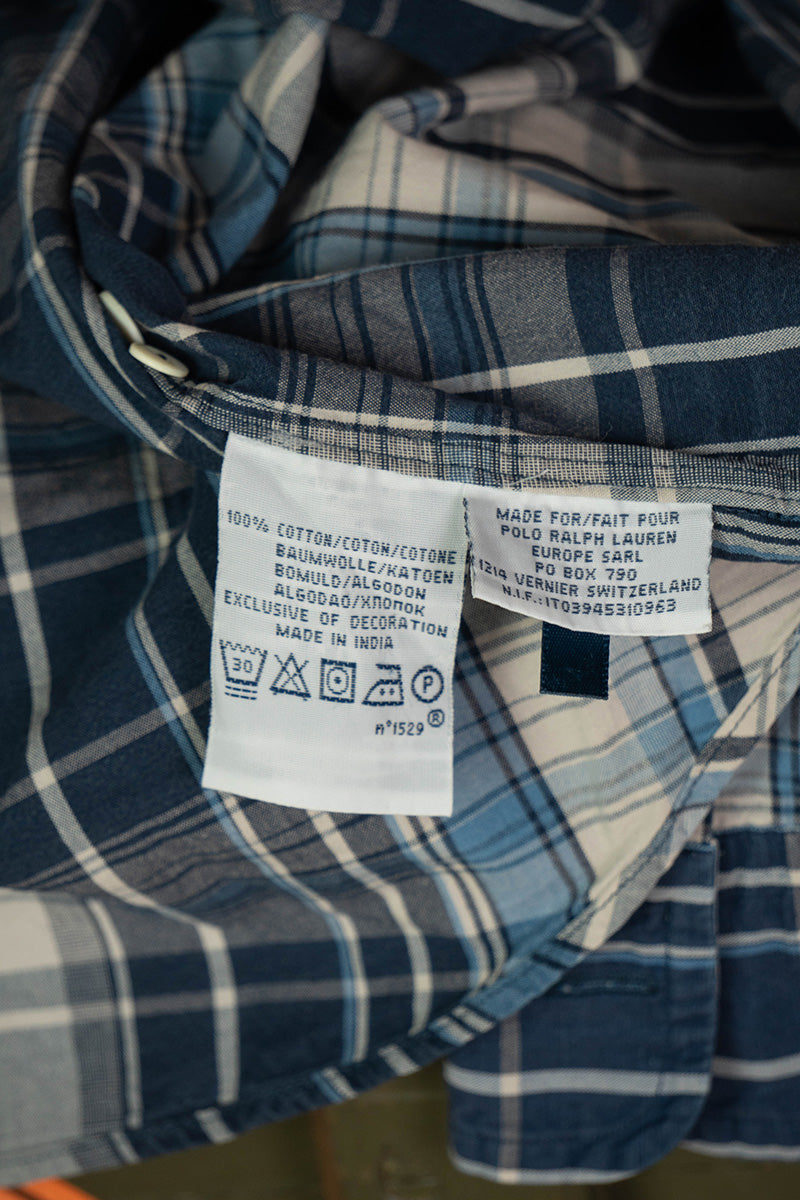 100% COTTON/COTON/COTONE
BAUMWOLLE/KATOEN
BOMULD/ALGODON
ALGODAO/ХЛОПОК
EXCLUSIVE OF DECORATION
MADE IN INDIA
30
P
n°1529 ®
MADE FOR/FAIT POUR
POLO RALPH LAUREN
EUROPE SARL
PO BOX 790
1214 VERNIER SWITZERLAND
N.I.F.:IT03945310963